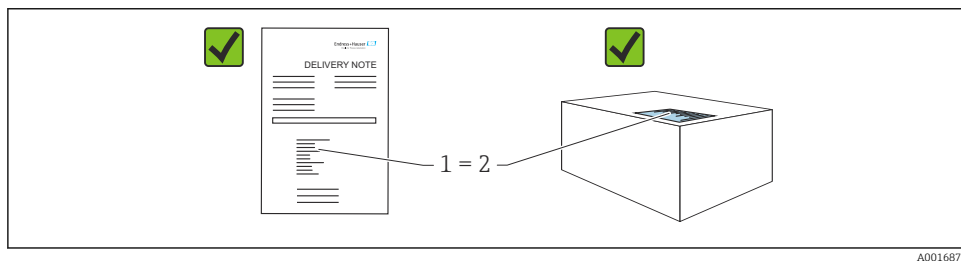 Endress+Hauser
DELIVERY NOTE
1 = 2
A001687